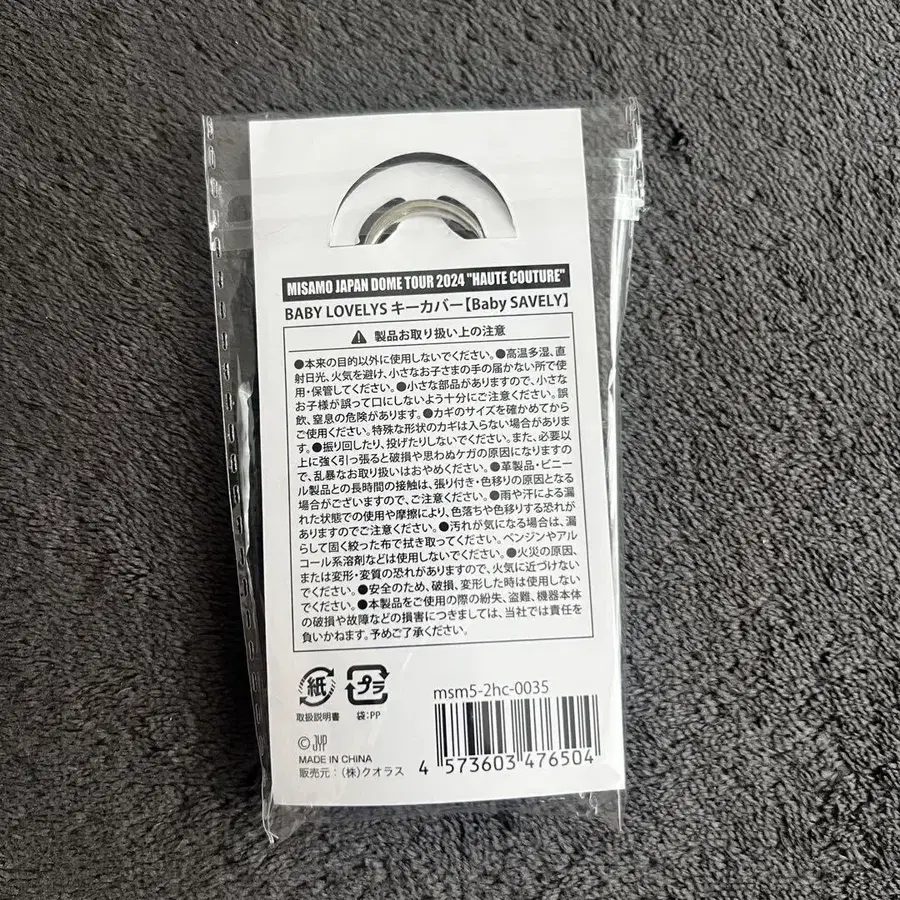 MISAMO JAPAN DOME TOUR 2024 "HAUTE COUTURE"
BABY LOVELYS キーカバー【Baby SAVELY】
製品お取り扱い上の注意
●本来の目的以外に使用しないでください。●高温多湿、直
射日光、火気を避け、小さなお子さまの手の届かない所で使
用・保管してください。●小さな部品がありますので、小さな
お子様が誤って口にしないよう十分にご注意ください。誤
飲、窒息の危険があります。●カギのサイズを確かめてから
ご使用ください。特殊な形状のカギは入らない場合がありま
す。●振り回したり、投げたりしないでください。また、必要以
上に強く引っ張ると破損や思わぬケガの原因になりますの
で、乱暴なお取り扱いはおやめください。●革製品・ビニー
ル製品との長時間の接触は、張り付き・色移りの原因となる
場合がございますので、ご注意ください。●雨や汗による濡
れた状態での使用や摩擦により、色落ちや色移りする恐れが
ありますのでご注意ください。●汚れが気になる場合は、濡
らして固く絞った布で拭き取ってください。ベンジンやアル
コール系溶剤などは使用しないでください。●火災の原因、
または変形・変質の恐れがありますので、火気に近づけない
でください。●安全のため、破損、変形した時は使用しない
でください。●本製品をご使用の際の紛失、盗難、機器本体
の破損や故障などの損害につきましては、当社では責任を
負いかねます。予めご了承ください。
紙 プラ
取扱説明書 袋:PP
msm5-2hc-0035
© JYP
MADE IN CHINA
販売元:(株)クオラス
4 573603 476504